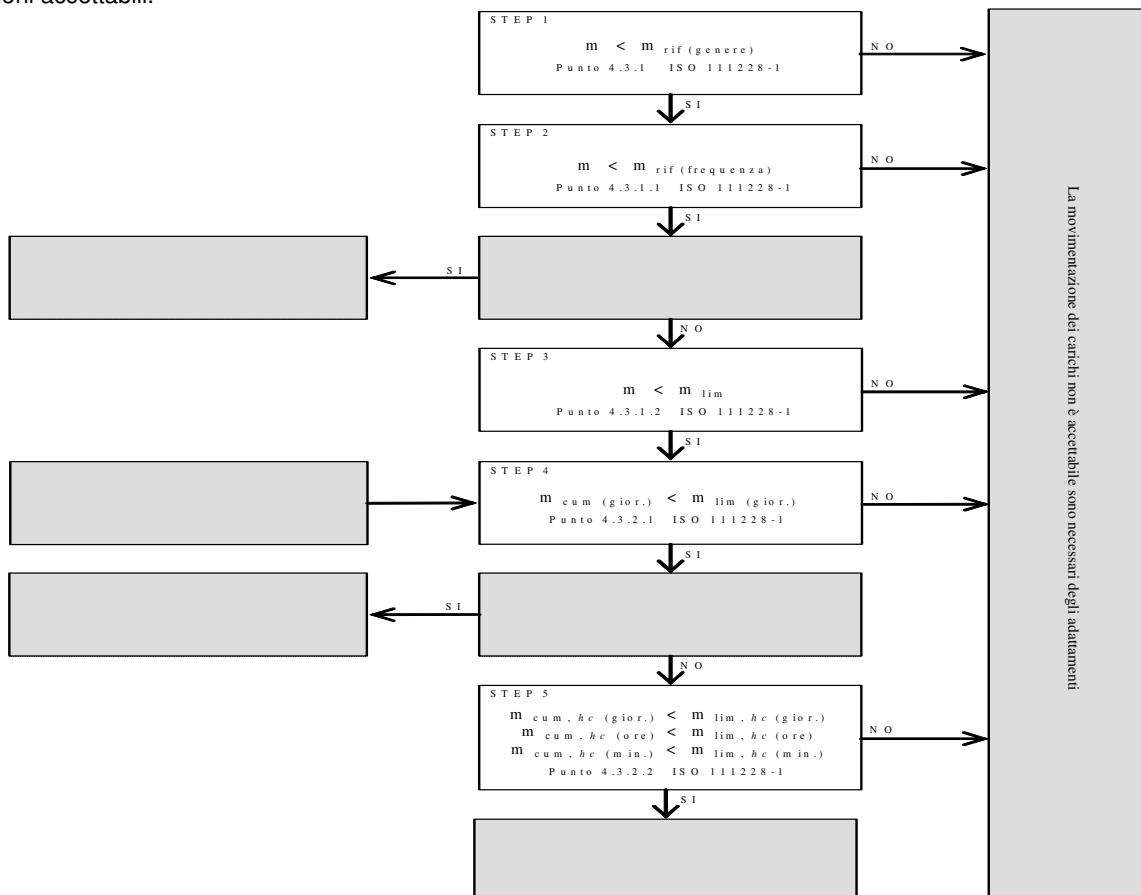 accettabili.
STEP 1
m < m rif (genere)
Punto 4.3.1 ISO 111228-1
NO
SI
STEP 2
m < m rif (frequenza)
Punto 4.3.1.1 ISO 111228-1
NO
SI
SI
NO
STEP 3
m < m lim
Punto 4.3.1.2 ISO 111228-1
NO
SI
STEP 4
m cum (gior.) < m lim (gior.)
Punto 4.3.2.1 ISO 111228-1
NO
SI
SI
NO
STEP 5
m cum, hc (gior.) < m lim, hc (gior.)
m cum, hc (ore) < m lim, hc (ore)
m cum, hc (min.) < m lim, hc (min.)
Punto 4.3.2.2 ISO 111228-1
NO
SI
La movimentazione dei carichi non è accettabile sono necessari degli adattamenti